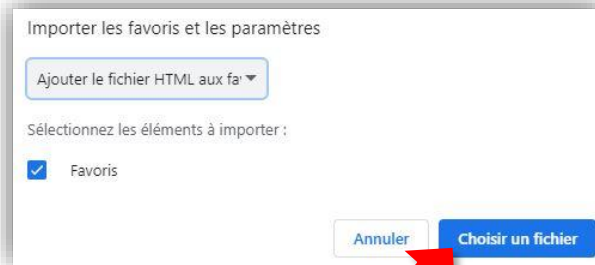 Importer les favoris et les paramètres
Ajouter le fichier HTML aux fa
Sélectionnez les éléments à importer :
Favoris
Annuler
Choisir un fichier